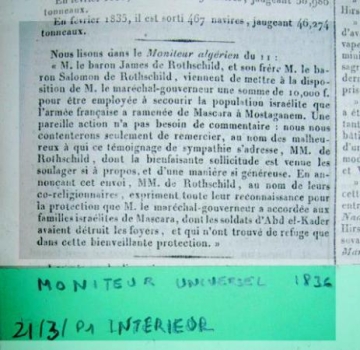 En février 1835, il est sorti 467 navires, jaugeant 46,274
tonneaux.
Nous lisons dans le Moniteur algérien du 11 :
« M. le baron James de Rothschild, et son frère M. le ba-
ron Salomon de Rothschild, viennent de mettre à la dispo-
sition de M. le maréchal-gouverneur une somme de 10,000 f.
pour être employée à secourir la population israélite que
l'armée française a ramenée de Mascara à Mostaganem. Une
pareille action n'a pas besoin de commentaire : nous nous
contenterons seulement de remercier, au nom des malheu-
reux à qui ce témoignage de sympathie s'adresse, MM. de
Rothschild, dont la bienfaisante sollicitude est venue les
soulager si à propos, et d'une manière si généreuse. En an-
nonçant cet envoi, MM. de Rothschild, au nom de leurs
co-religionnaires, expriment toute leur reconnaissance pour
la protection que M. le maréchal-gouverneur a accordée aux
familles israélites de Mascara, dont les soldats d'Abd el-Kader
avaient détruit les foyers, et qui n'ont trouvé de refuge que
dans cette bienveillante protection. »
MONITEUR UNIVERSEL 1836
21/3/ P1 INTERIEUR